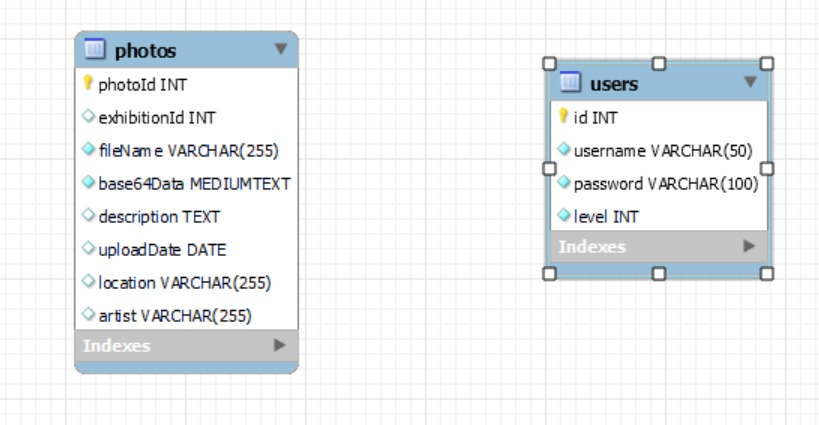 photos
photoId INT
exhibitionId INT
fileName VARCHAR(255)
base64Data MEDIUMTEXT
description TEXT
uploadDate DATE
location VARCHAR(255)
artist VARCHAR(255)
Indexes
users
id INT
username VARCHAR(50)
password VARCHAR(100)
level INT
Indexes